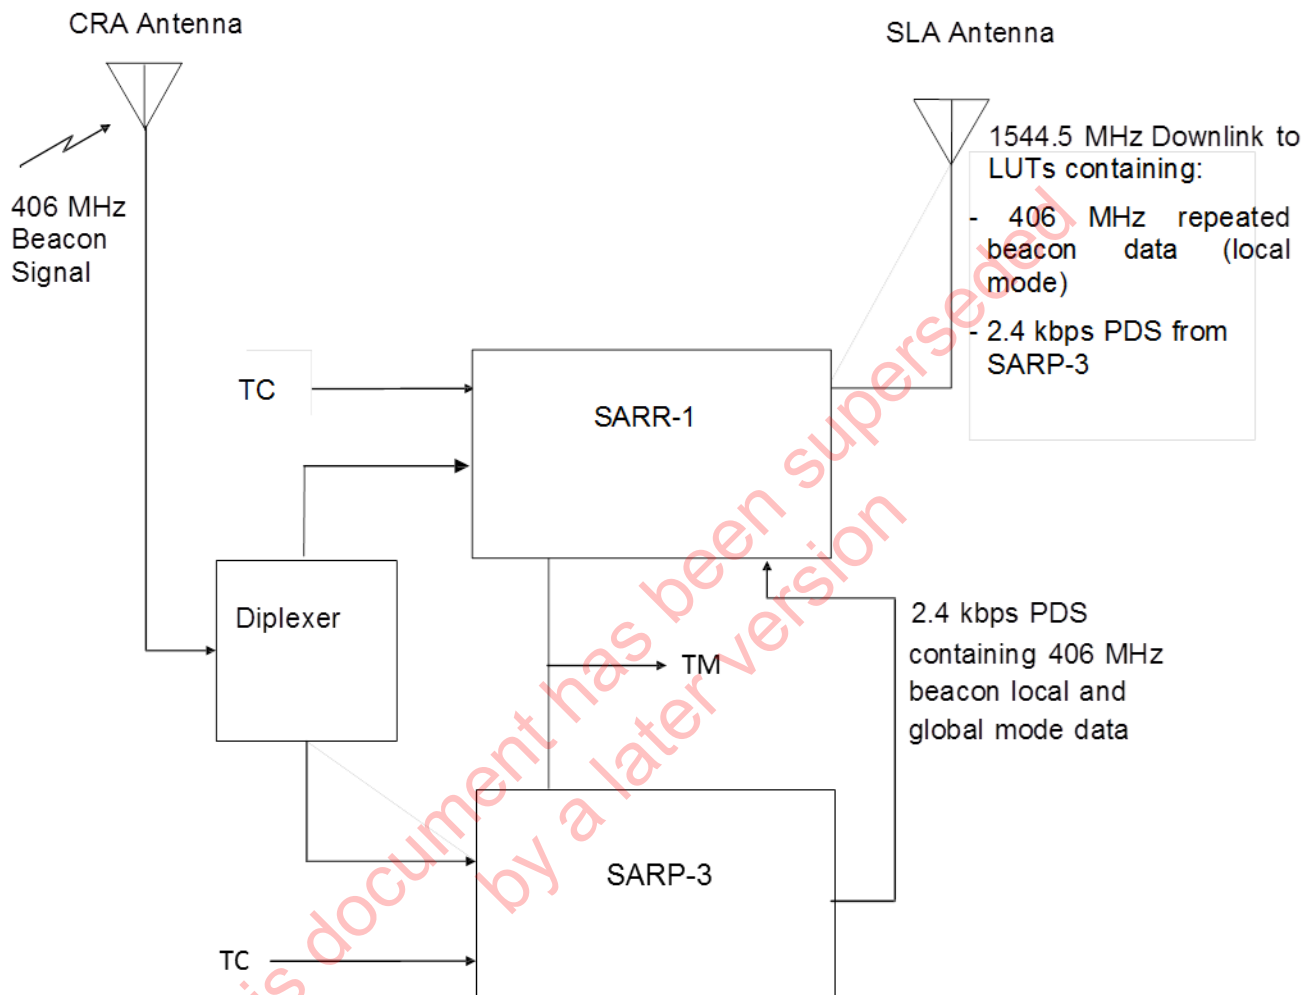 CRA Antenna
SLA Antenna
1544.5 MHz Downlink to
LUTs containing:
- 406 MHz repeated
beacon data (local
mode)
- 2.4 kbps PDS from
SARP-3
406 MHz
Beacon
Signal
TC
SARR-1
Diplexer
TM
2.4 kbps PDS
containing 406 MHz
beacon local and
global mode data
SARP-3
TC
is document has been superseded
by a later version